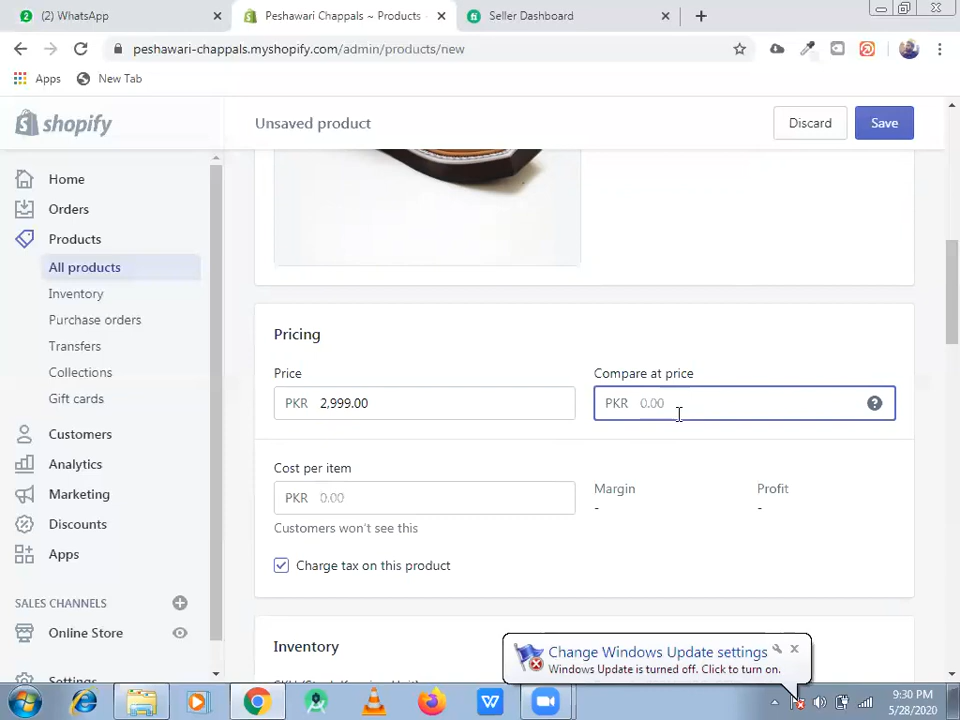 2 (2) WhatsApp
Peshawari Chappals ~ Products
Seller Dashboard
peshawari-chappals.myshopify.com/admin/products/new
Apps
New Tab
shopify
Unsaved product
Discard
Save
Home
Orders
Products
All products
Inventory
Purchase orders
Transfers
Collections
Gift cards
Customers
Analytics
Marketing
Discounts
Apps
SALES CHANNELS
Online Store
Settings
Pricing
Price
Compare at price
PKR 2,999.00
PKR 0.00
Cost per item
PKR 0.00
Margin
Profit
-
-
Customers won't see this
Charge tax on this product
Inventory
Change Windows Update settings
Windows Update is turned off. Click to turn on.
9:30 PM
5/28/2020